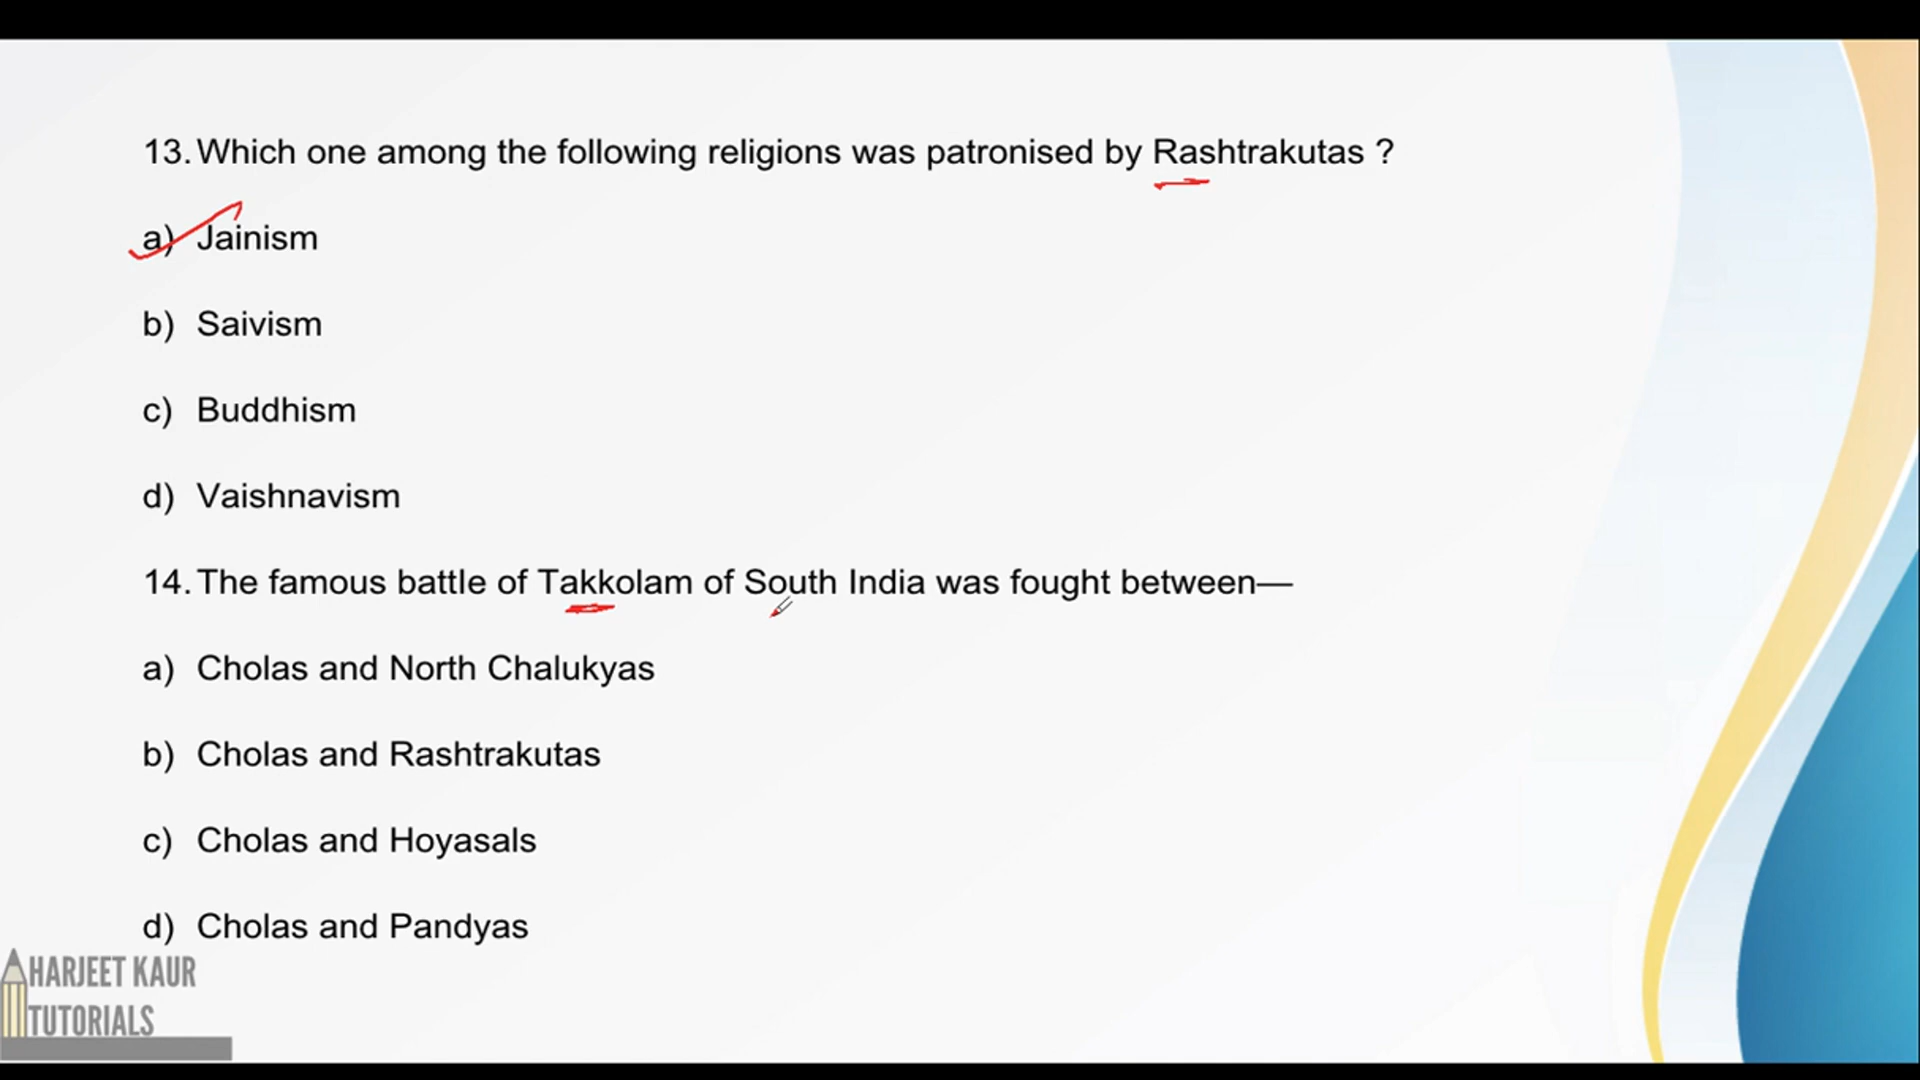 13. Which one among the following religions was patronised by Rashtrakutas ?
a) Jainism
b) Saivism
c) Buddhism
d) Vaishnavism
14. The famous battle of Takkolam of South India was fought between—
a) Cholas and North Chalukyas
b) Cholas and Rashtrakutas
c) Cholas and Hoyasals
d) Cholas and Pandyas
HARJEET KAUR
TUTORIALS